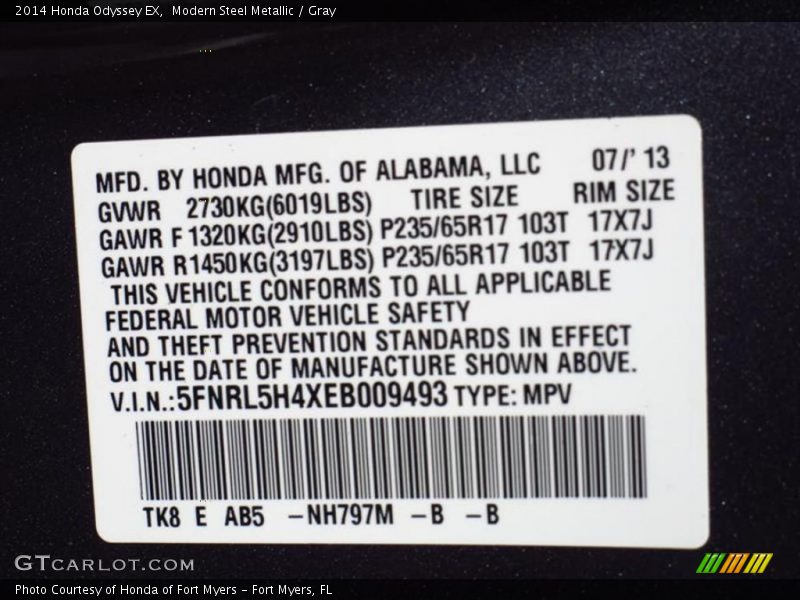 2014 Honda Odyssey EX,  Modern Steel Metallic / Gray
MFD. BY HONDA MFG. OF ALABAMA, LLC 07/' 13
GVWR 2730KG(6019LBS) TIRE SIZE RIM SIZE
GAWR F 1320KG(2910LBS) P235/65R17 103T 17X7J
GAWR R1450KG(3197LBS) P235/65R17 103T 17X7J
THIS VEHICLE CONFORMS TO ALL APPLICABLE
FEDERAL MOTOR VEHICLE SAFETY
AND THEFT PREVENTION STANDARDS IN EFFECT
ON THE DATE OF MANUFACTURE SHOWN ABOVE.
V.I.N.:5FNRL5H4XEB009493 TYPE: MPV
TK8 E AB5 -NH797M -B -B
GTCARLOT.COM
Photo Courtesy of Honda of Fort Myers - Fort Myers, FL